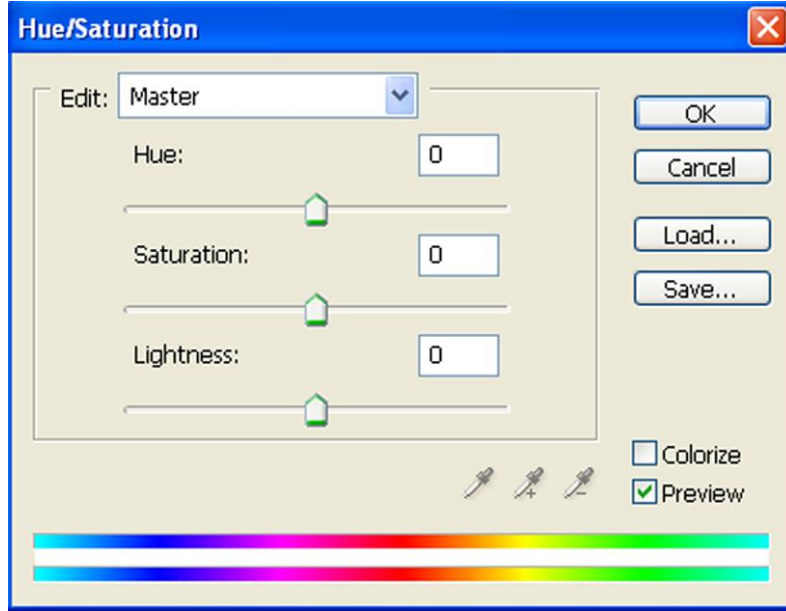 Hue/Saturation
Edit: Master
Hue: 0
Saturation: 0
Lightness: 0
OK
Cancel
Load...
Save...
Colorize
Preview